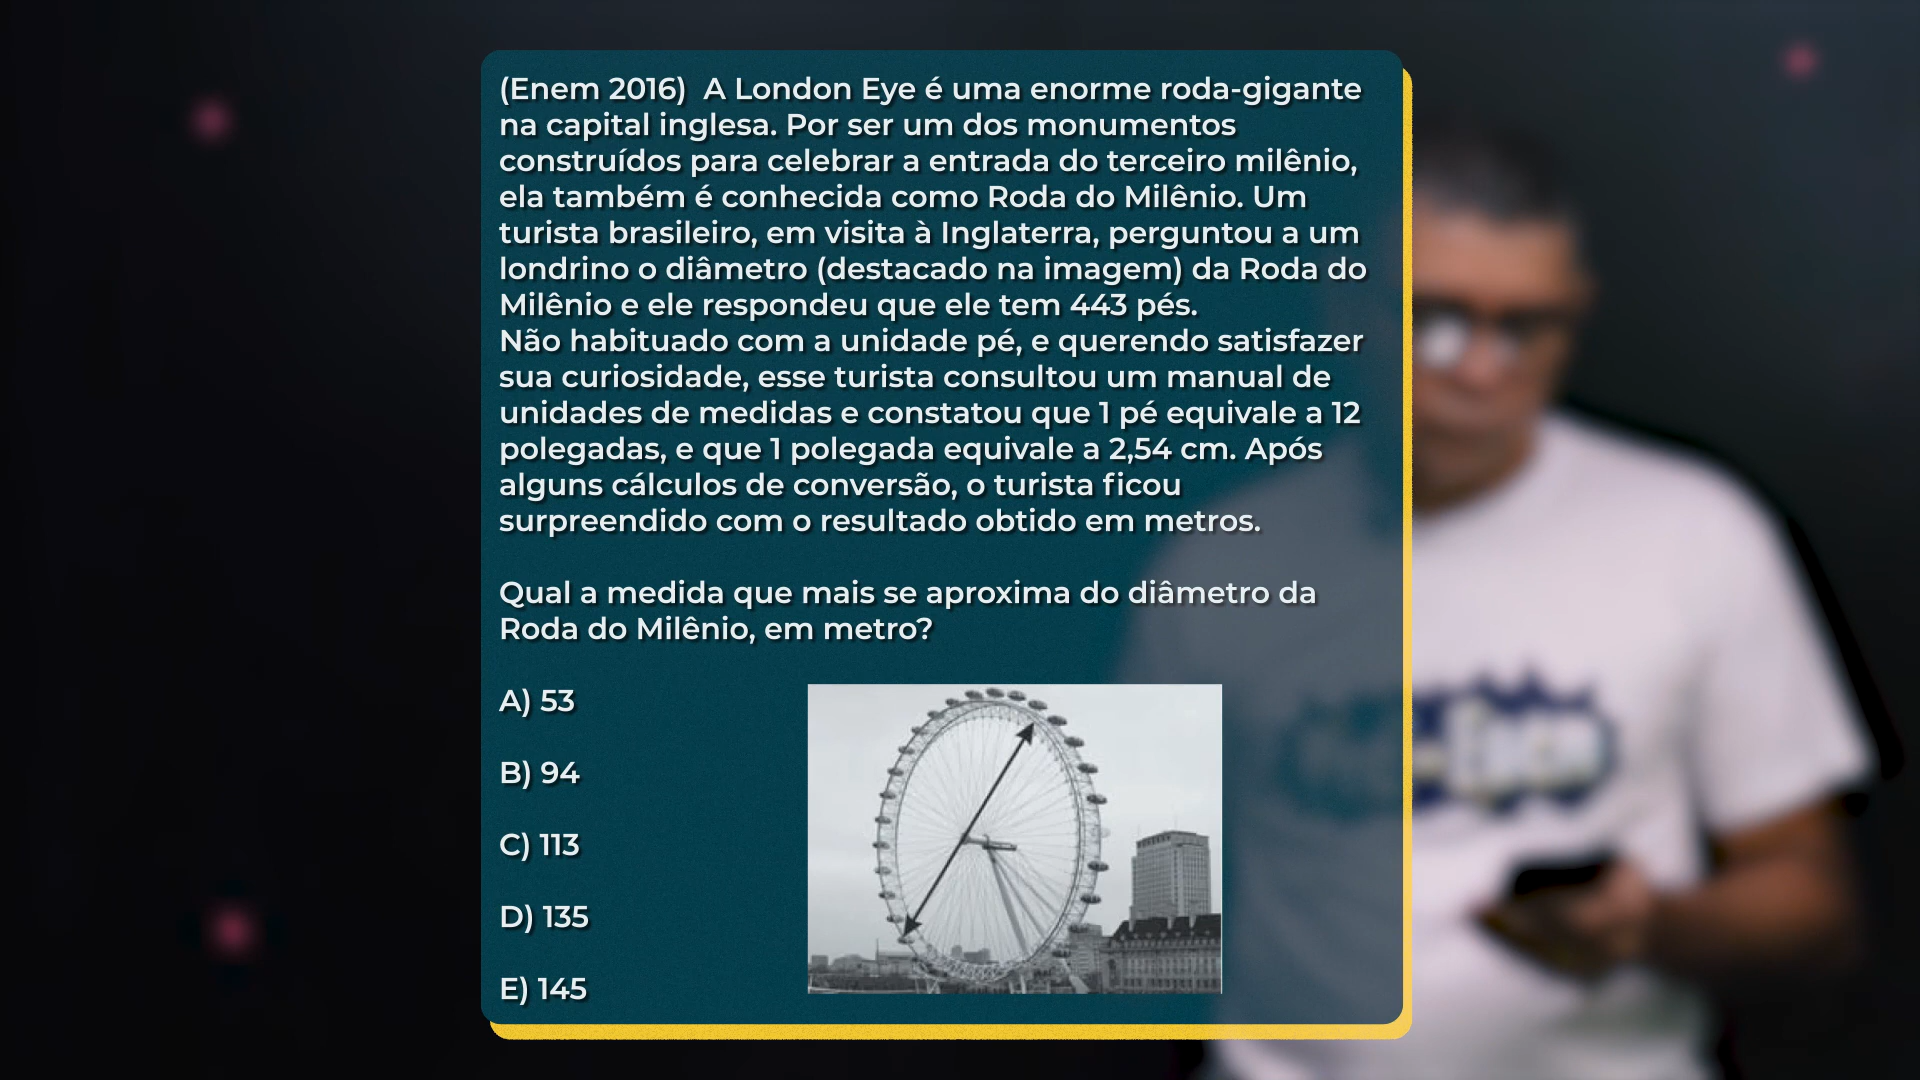 (Enem 2016)  A London Eye é uma enorme roda-gigante
na capital inglesa. Por ser um dos monumentos
construídos para celebrar a entrada do terceiro milênio,
ela também é conhecida como Roda do Milênio. Um
turista brasileiro, em visita à Inglaterra, perguntou a um
londrino o diâmetro (destacado na imagem) da Roda do
Milênio e ele respondeu que ele tem 443 pés.
Não habituado com a unidade pé, e querendo satisfazer
sua curiosidade, esse turista consultou um manual de
unidades de medidas e constatou que 1 pé equivale a 12
polegadas, e que 1 polegada equivale a 2,54 cm. Após
alguns cálculos de conversão, o turista ficou
surpreendido com o resultado obtido em metros.
Qual a medida que mais se aproxima do diâmetro da
Roda do Milênio, em metro?
A) 53
B) 94
C) 113
D) 135
E) 145